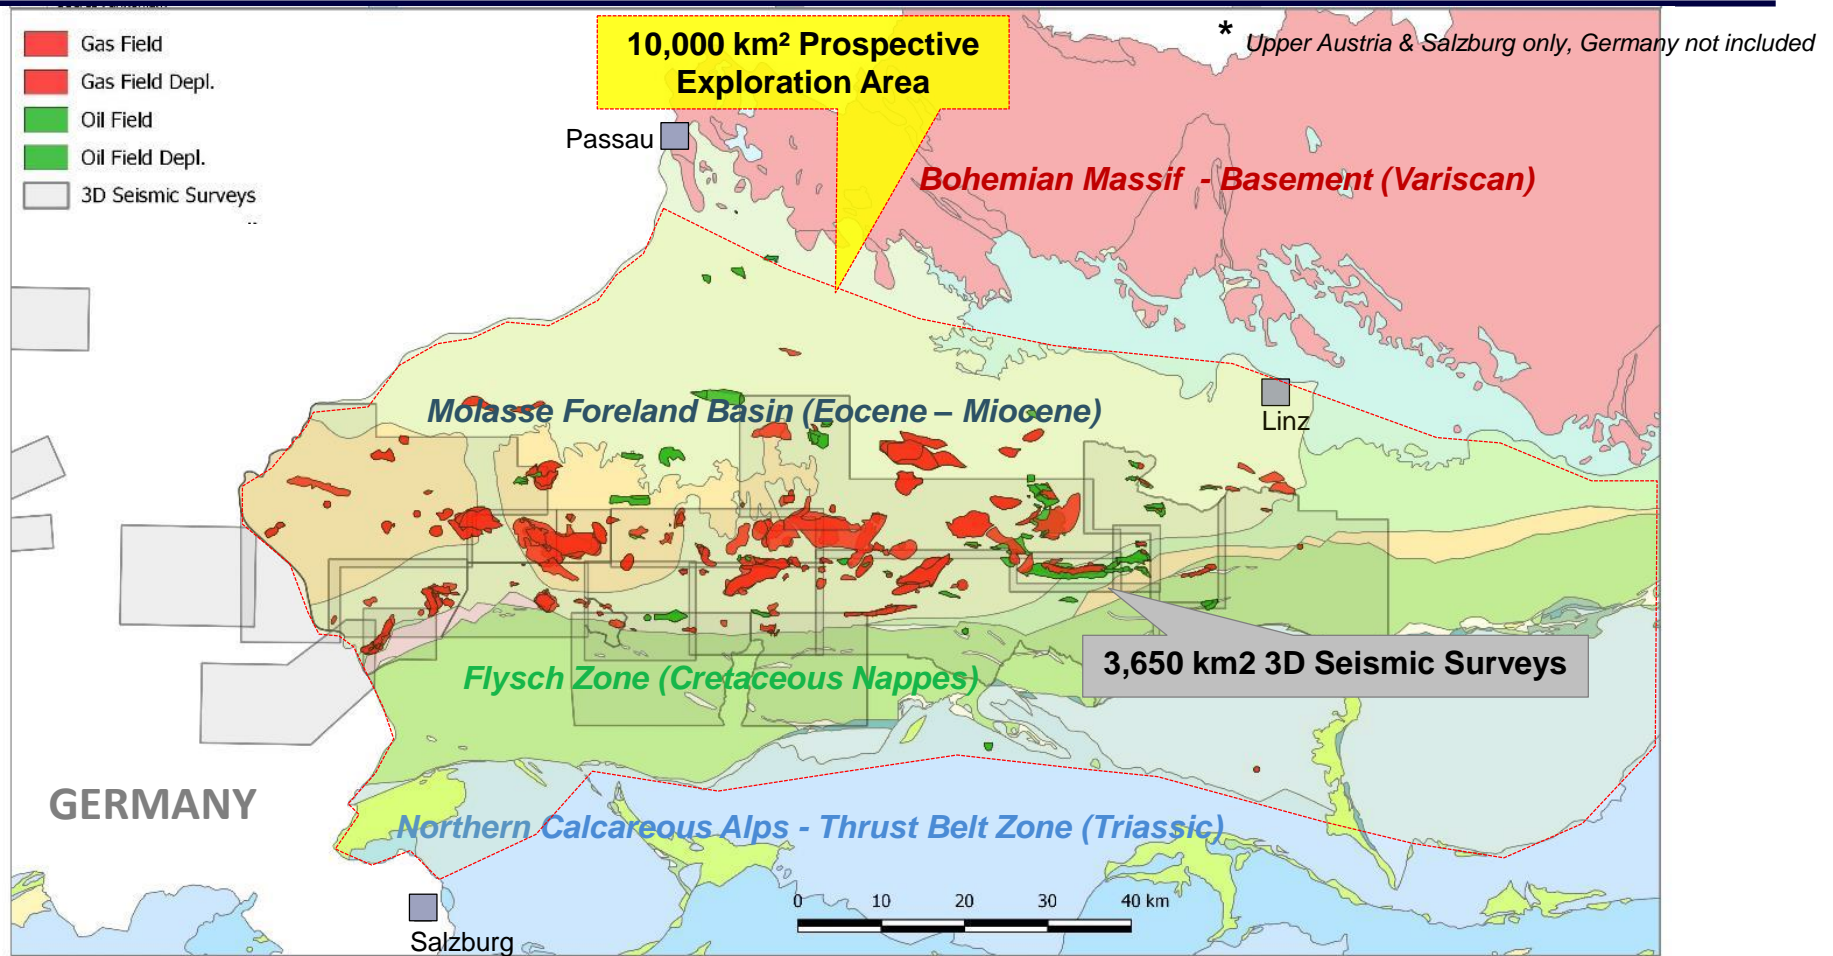 Gas Field
Gas Field Depl.
Oil Field
Oil Field Depl.
3D Seismic Surveys
10,000 km² Prospective
Exploration Area
* Upper Austria & Salzburg only, Germany not included
Passau
Bohemian Massif - Basement (Variscan)
Molasse Foreland Basin (Eocene – Miocene)
Linz
3,650 km2 3D Seismic Surveys
Flysch Zone (Cretaceous Nappes)
GERMANY
Northern Calcareous Alps - Thrust Belt Zone (Triassic)
0 10 20 30 40 km
Salzburg